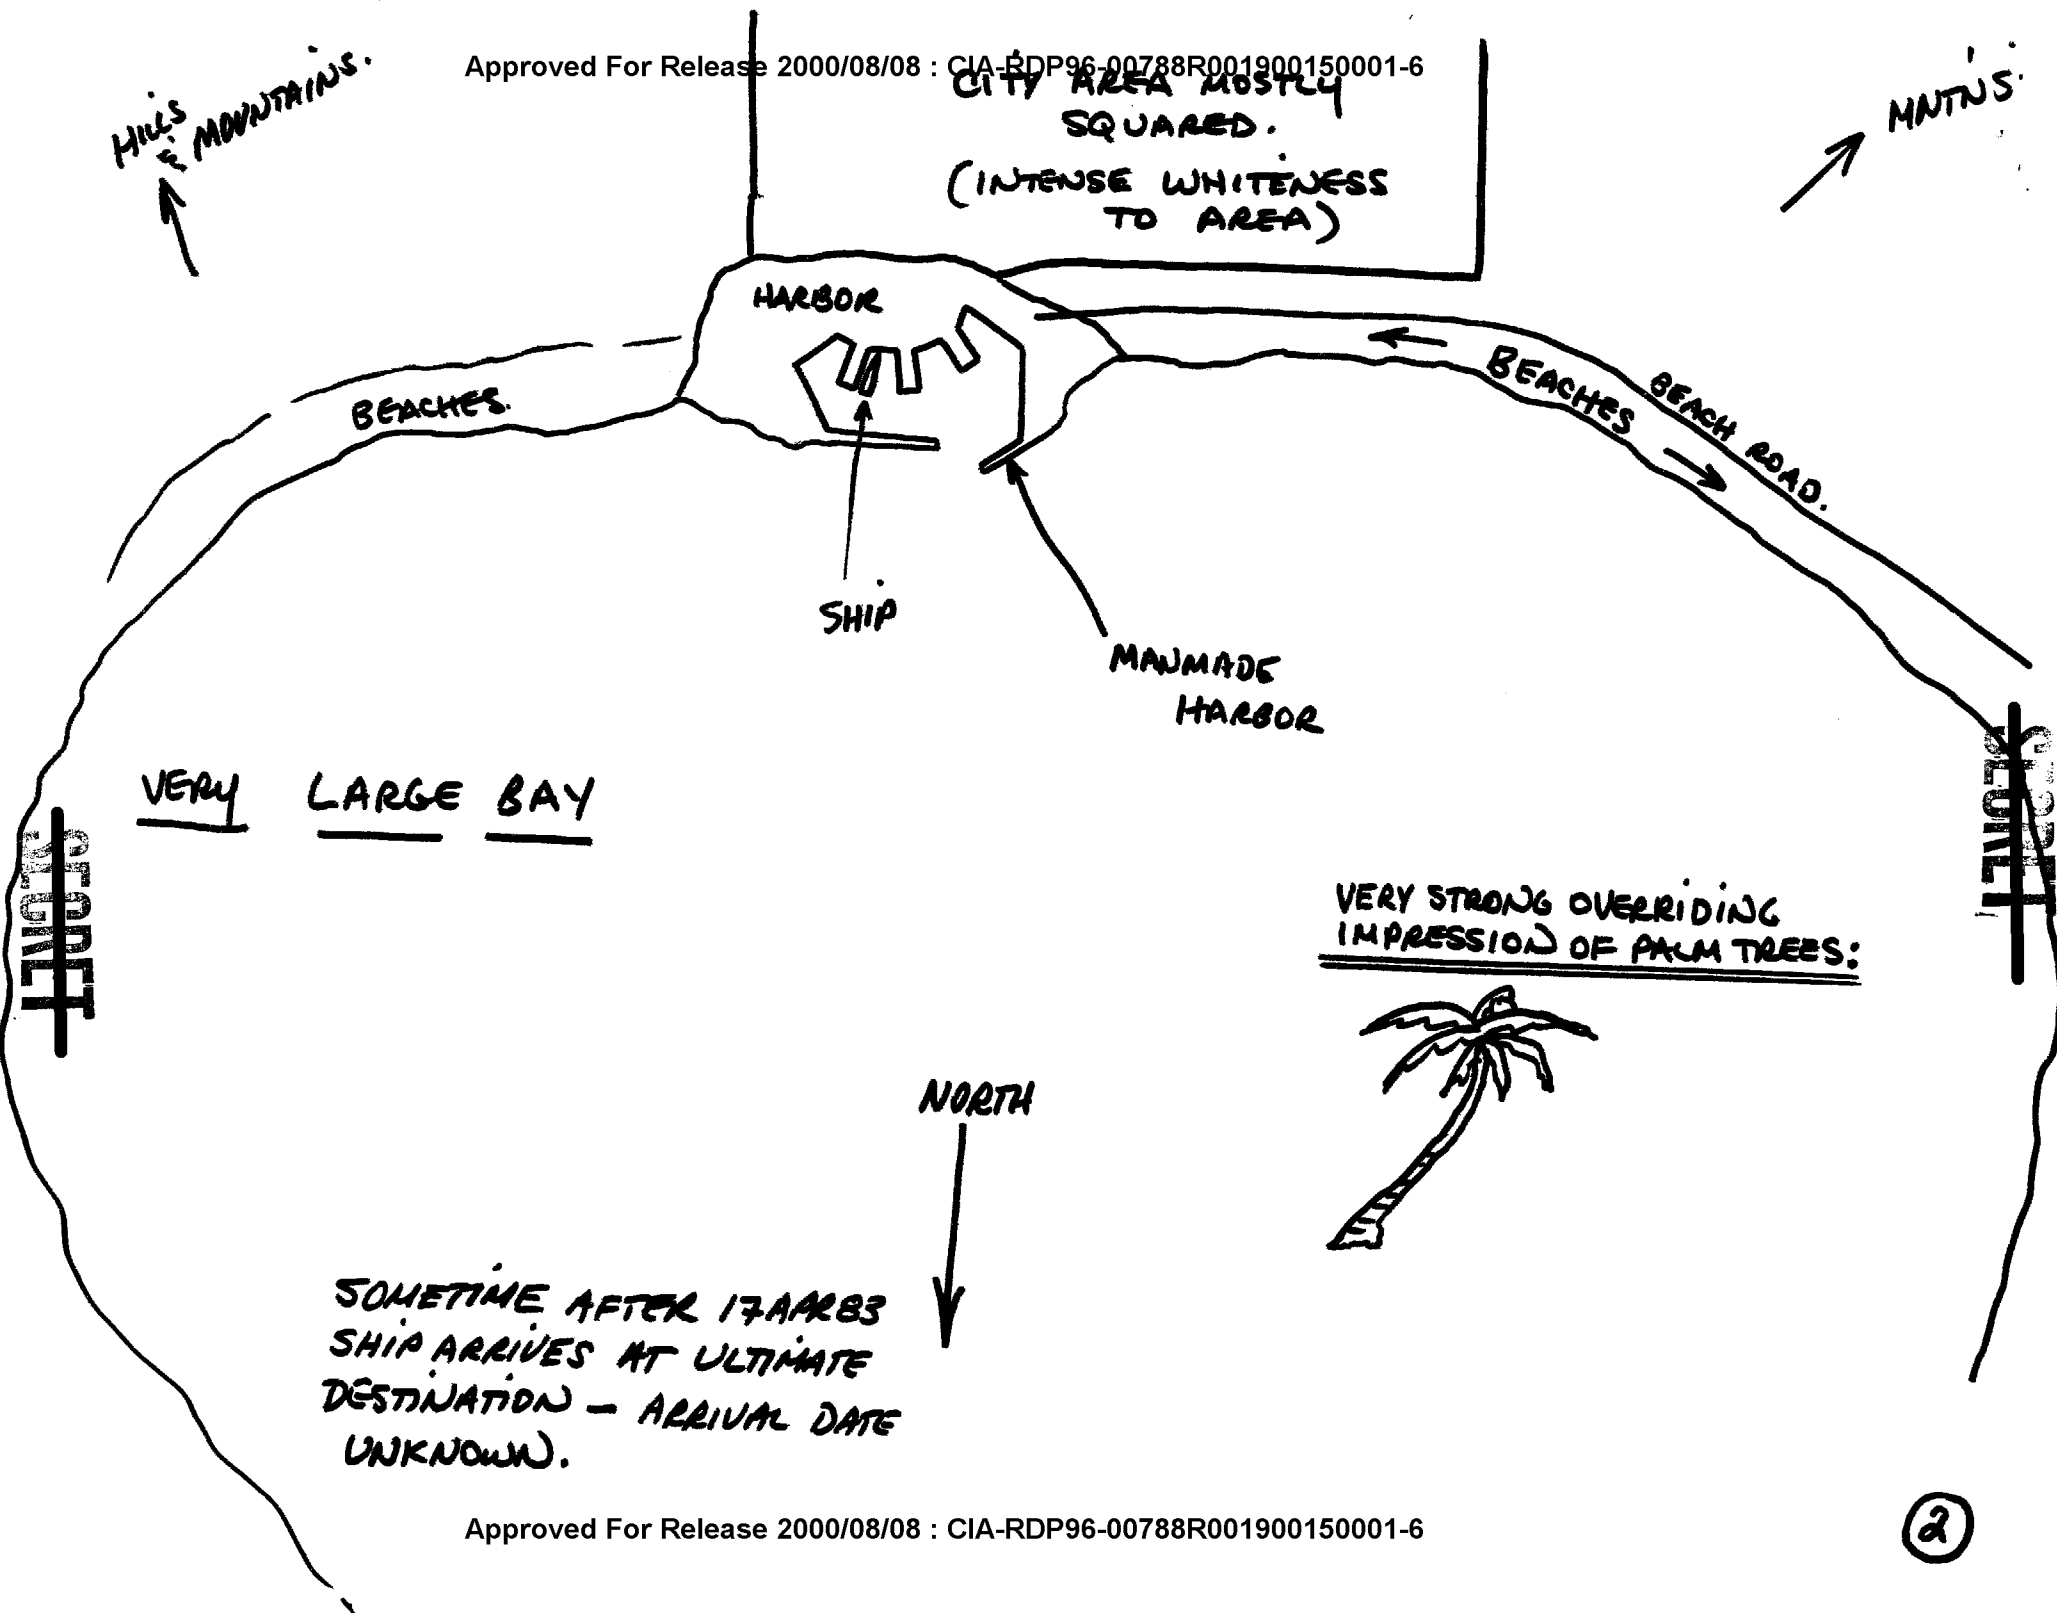 Approved For Release 2000/08/08 : CIA-RDP96-00788R001900150001-6
HILLS
& MOUNTAINS.
CITY AREA MOSTLY
SQUARED.
(INTENSE WHITENESS
TO AREA)
MNTNS.
HARBOR
BEACHES.
BEACHES
BEACH ROAD.
SHIP
MANMADE
HARBOR
VERY LARGE BAY
SECRET
SECRET
VERY STRONG OVERRIDING
IMPRESSION OF PALM TREES:
NORTH
SOMETIME AFTER 17APR83
SHIP ARRIVES AT ULTIMATE
DESTINATION - ARRIVAL DATE
UNKNOWN.
Approved For Release 2000/08/08 : CIA-RDP96-00788R001900150001-6
2